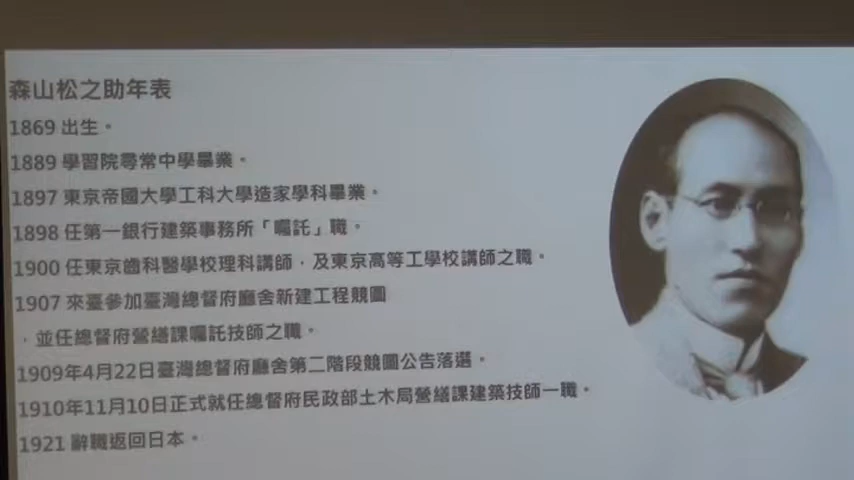 森山松之助年表
1869 出生。
1889 學習院尋常中學畢業。
1897 東京帝國大學工科大學造家學科畢業。
1898 任第一銀行建築事務所「囑託」職。
1900 任東京齒科醫學校理科講師，及東京高等工學校講師之職。
1907 來臺參加臺灣總督府廳舍新建工程競圖
，並任總督府營繕課囑託技師之職。
1909年4月22日臺灣總督府廳舍第二階段競圖公告落選。
1910年11月10日正式就任總督府民政部土木局營繕課建築技師一職。
1921 辭職返回日本。